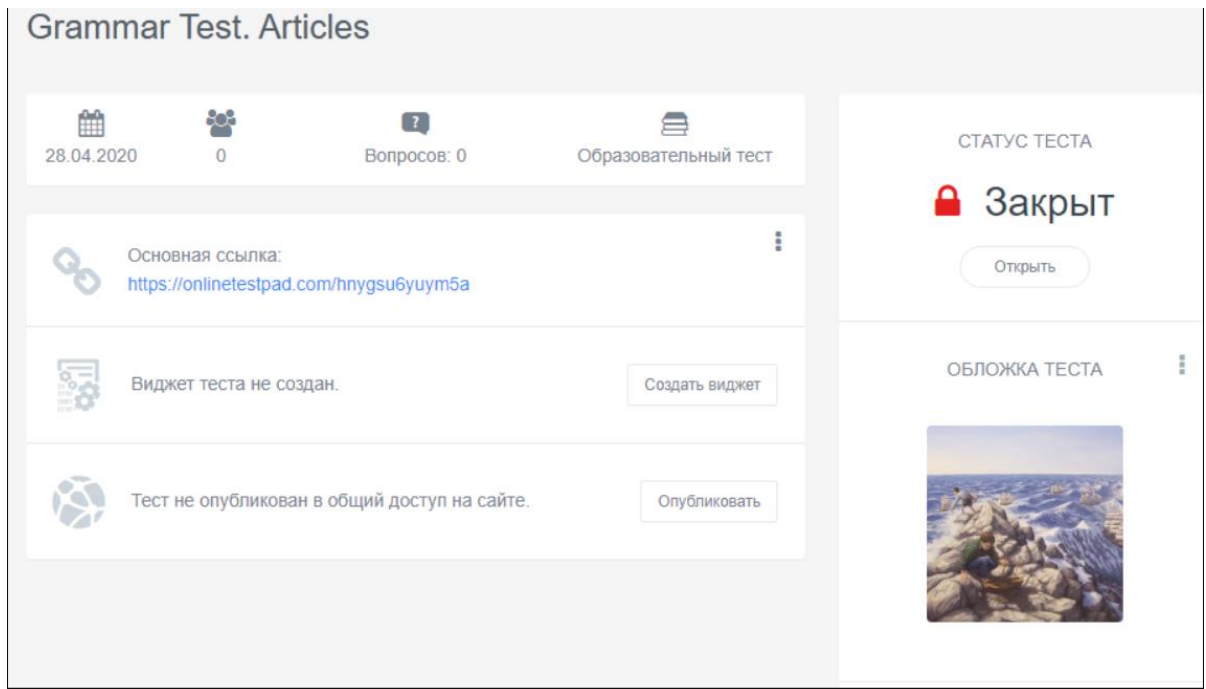 Grammar Test. Articles
28.04.2020
0
Вопросов: 0
Образовательный тест
Основная ссылка:
https://onlinetestpad.com/hnygsu6yuym5a
Виджет теста не создан.
Создать виджет
Тест не опубликован в общий доступ на сайте.
Опубликовать
СТАТУС ТЕСТА
Закрыт
Открыть
ОБЛОЖКА ТЕСТА